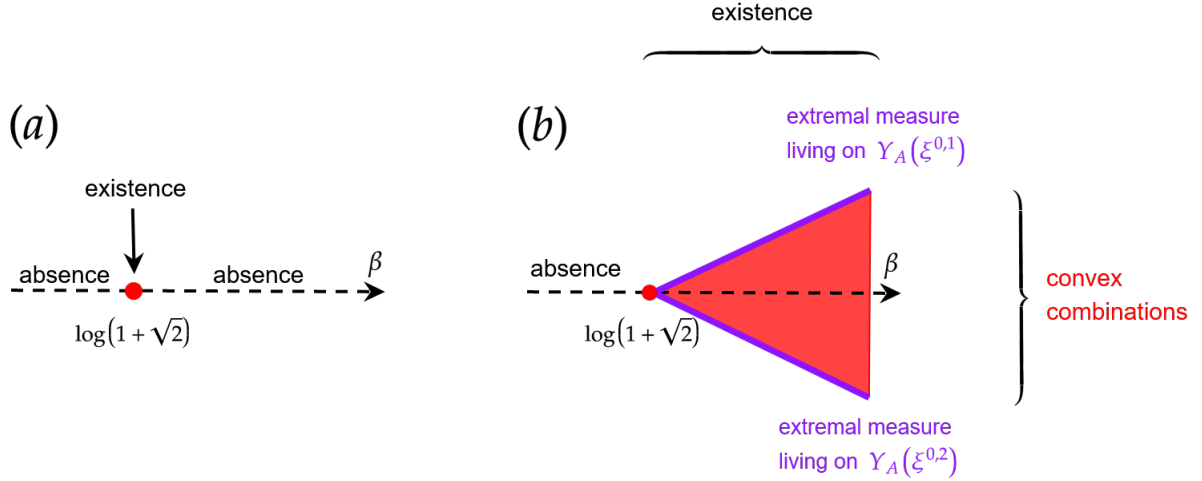 (a)
existence
absence
absence
β
log(1 + √2)
existence
(b)
extremal measure
living on Y_A(ξ^{0,1})
absence
β
log(1 + √2)
convex
combinations
extremal measure
living on Y_A(ξ^{0,2})